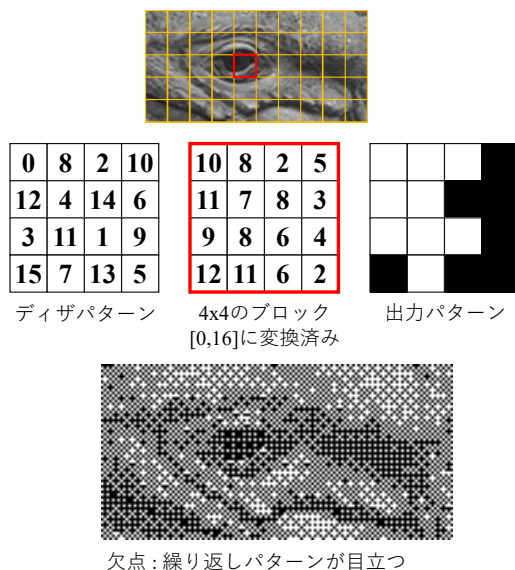 0 8 2 10
12 4 14 6
3 11 1 9
15 7 13 5
ディザパターン
10 8 2 5
11 7 8 3
9 8 6 4
12 11 6 2
4x4のブロック
[0,16]に変換済み
出力パターン
欠点 : 繰り返しパターンが目立つ